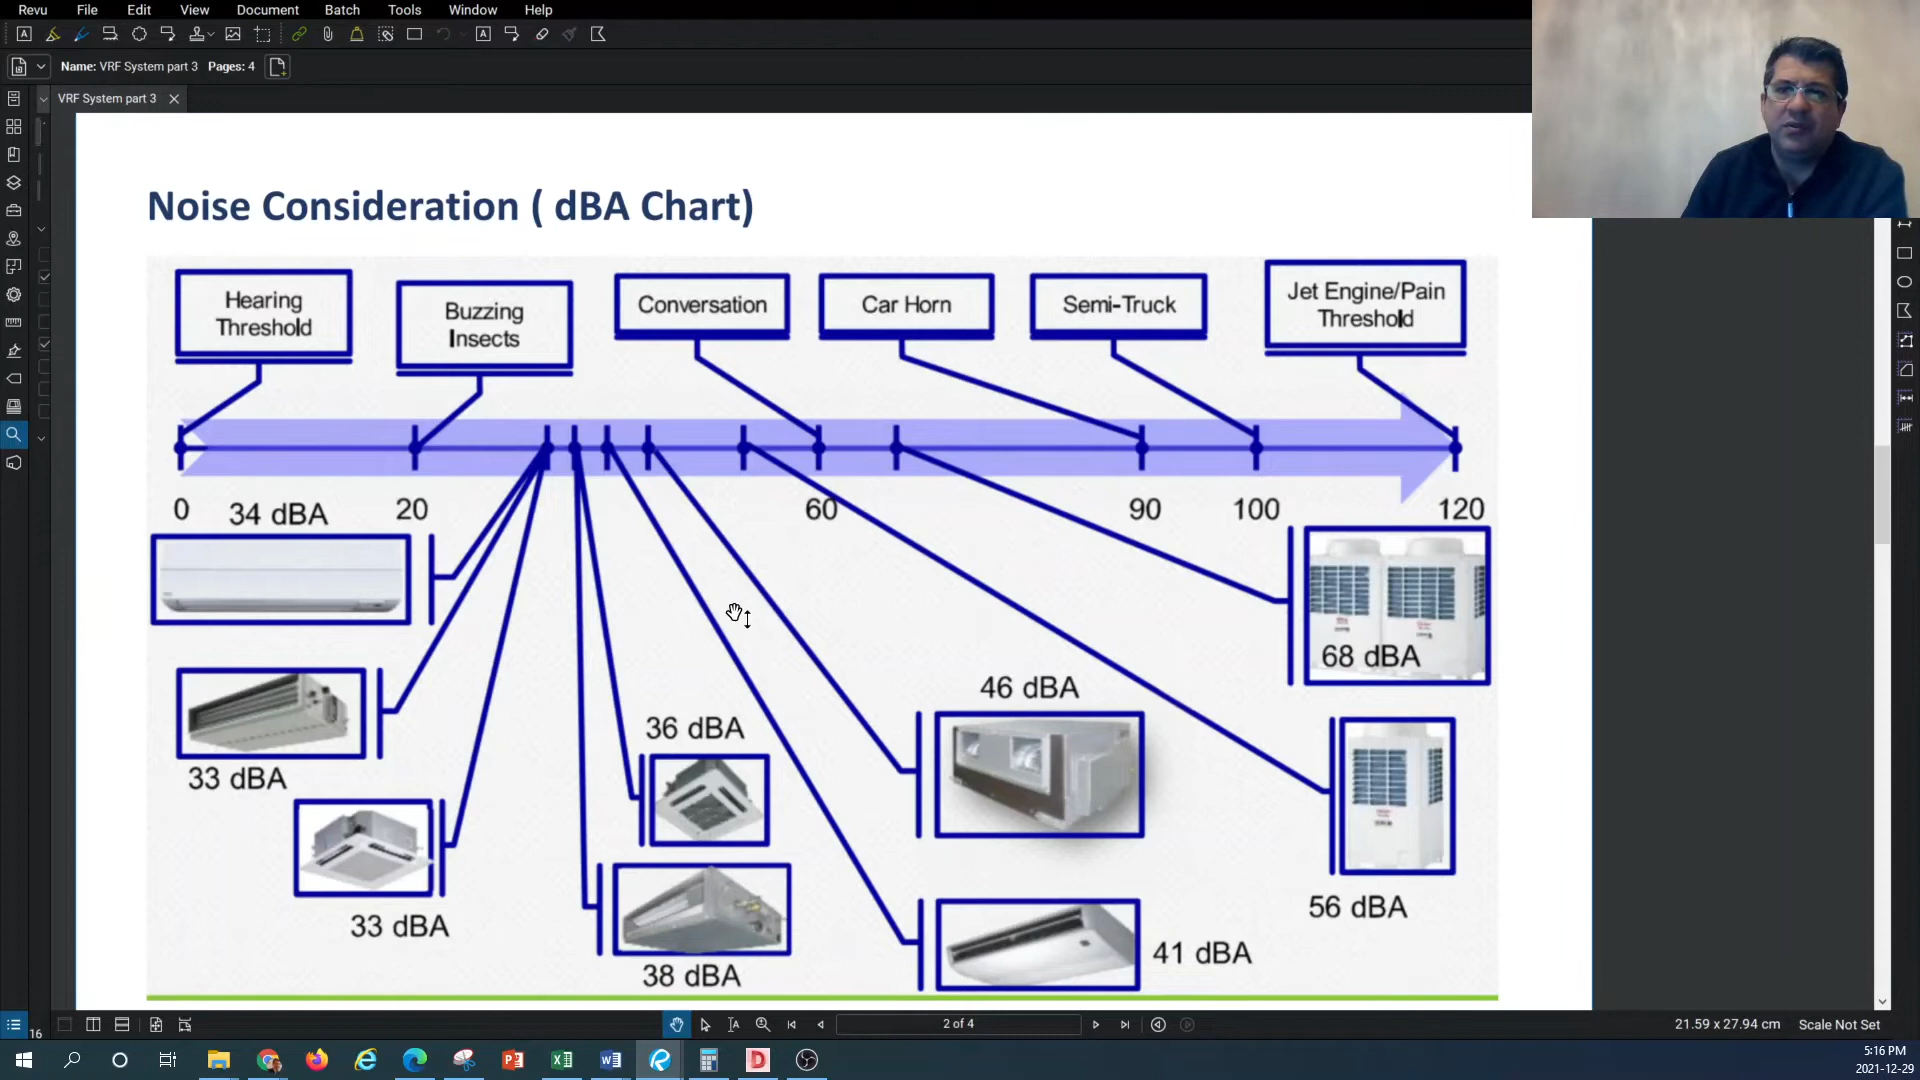 Revu File Edit View Document Batch Tools Window Help
Name: VRF System part 3 Pages: 4
VRF System part 3
Noise Consideration ( dBA Chart)
Hearing
Threshold
Buzzing
Insects
Conversation
Car Horn
Semi-Truck
Jet Engine/Pain
Threshold
0
20
60
90
100
120
34 dBA
33 dBA
33 dBA
36 dBA
38 dBA
46 dBA
41 dBA
68 dBA
56 dBA
16
2 of 4
21.59 x 27.94 cm Scale Not Set
5:16 PM
2021-12-29